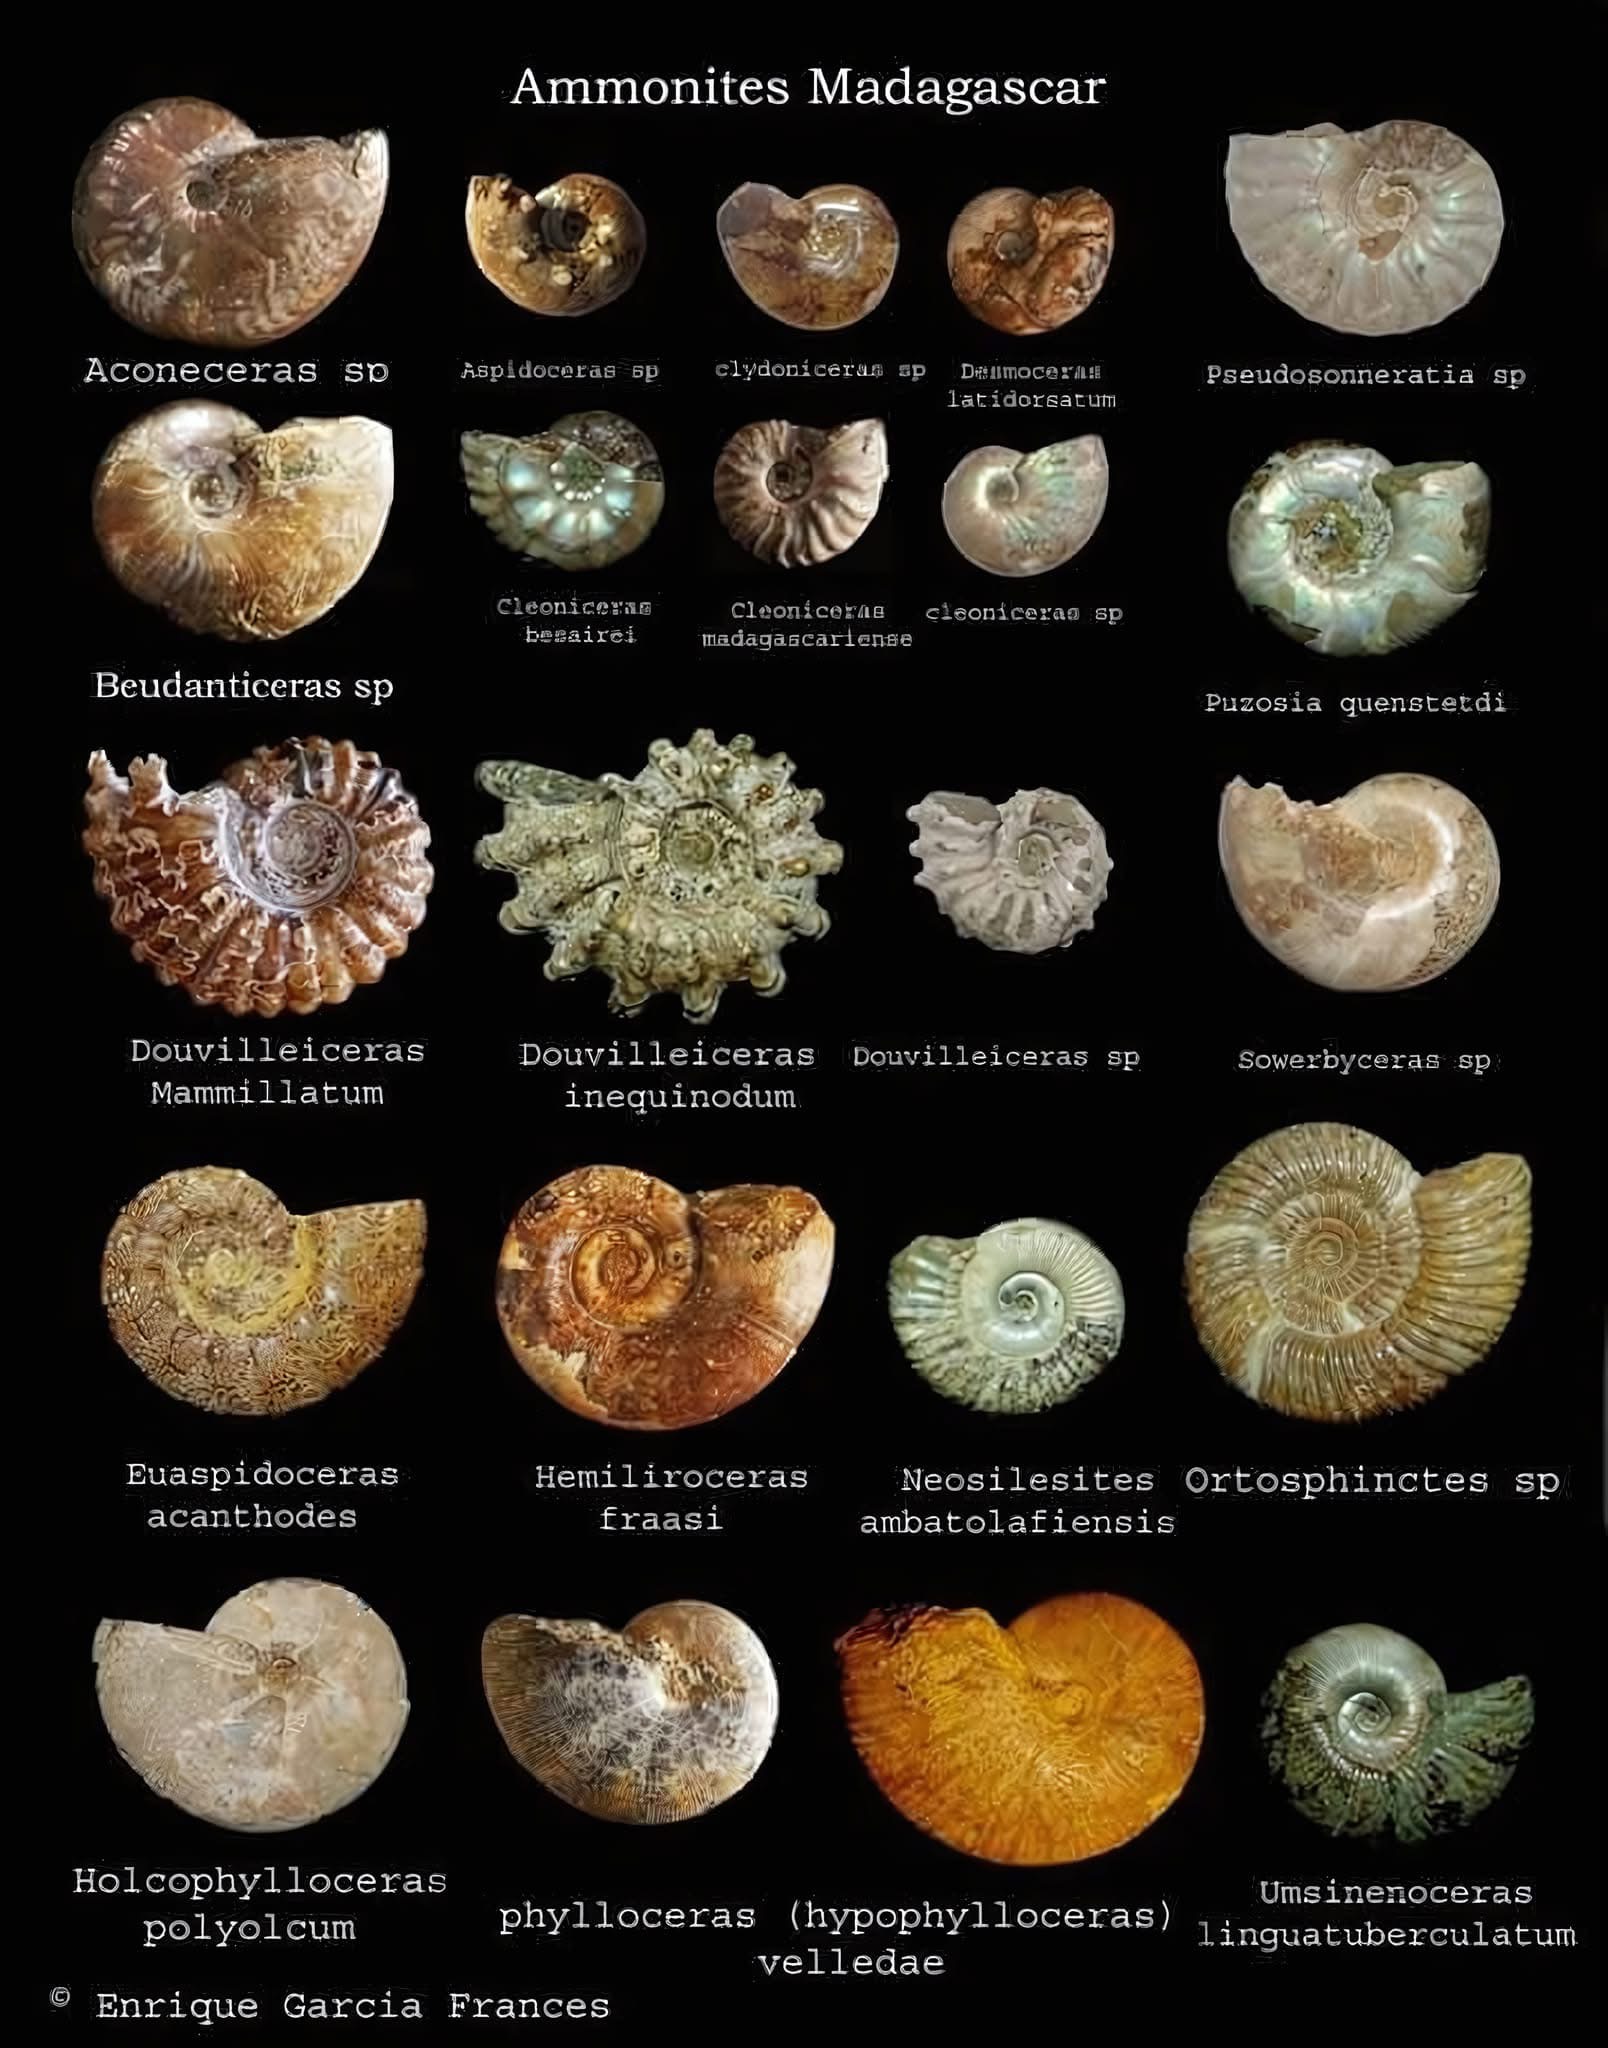 Ammonites Madagascar
Aconeceras sp
Aspidoceras sp
clydoniceras sp
Desmoceras
latidorsatum
Pseudosonneratia sp
Beudanticeras sp
Cleoniceras
besairei
Cleoniceras
madagascariense
cleoniceras sp
Puzosia quenstetdi
Douvilleiceras
Mammillatum
Douvilleiceras
inequinodum
Douvilleiceras sp
Sowerbyceras sp
Euaspidoceras
acanthodes
Hemiliroceras
fraasi
Neosilesites
ambatolafiensis
Ortosphinctes sp
Holcophylloceras
polyolcum
phylloceras (hypophylloceras)
velledae
Umsinenoceras
linguatuberculatum
© Enrique Garcia Frances